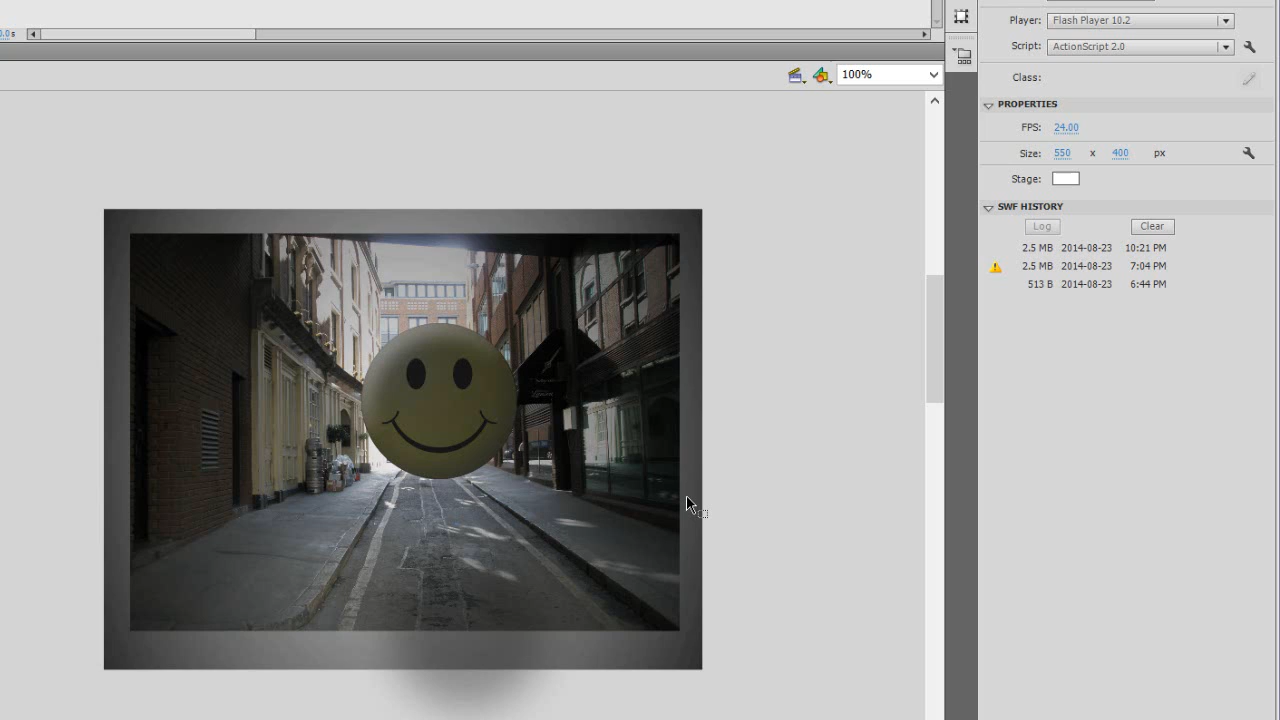 0.0s
Player: Flash Player 10.2
Script: ActionScript 2.0
100%
Class:
PROPERTIES
FPS: 24.00
Size: 550 x 400 px
Stage:
SWF HISTORY
Log Clear
2.5 MB 2014-08-23 10:21 PM
2.5 MB 2014-08-23 7:04 PM
513 B 2014-08-23 6:44 PM